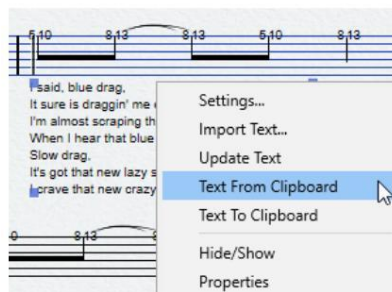 5 10 8 13 8 13 5 10 8 13
I said, blue drag,
It sure is draggin' me
I'm almost scraping th
When I hear that blue
Slow drag,
It's got that new lazy s
I crave that new crazy
Settings...
Import Text...
Update Text
Text From Clipboard
Text To Clipboard
Hide/Show
Properties
8 13